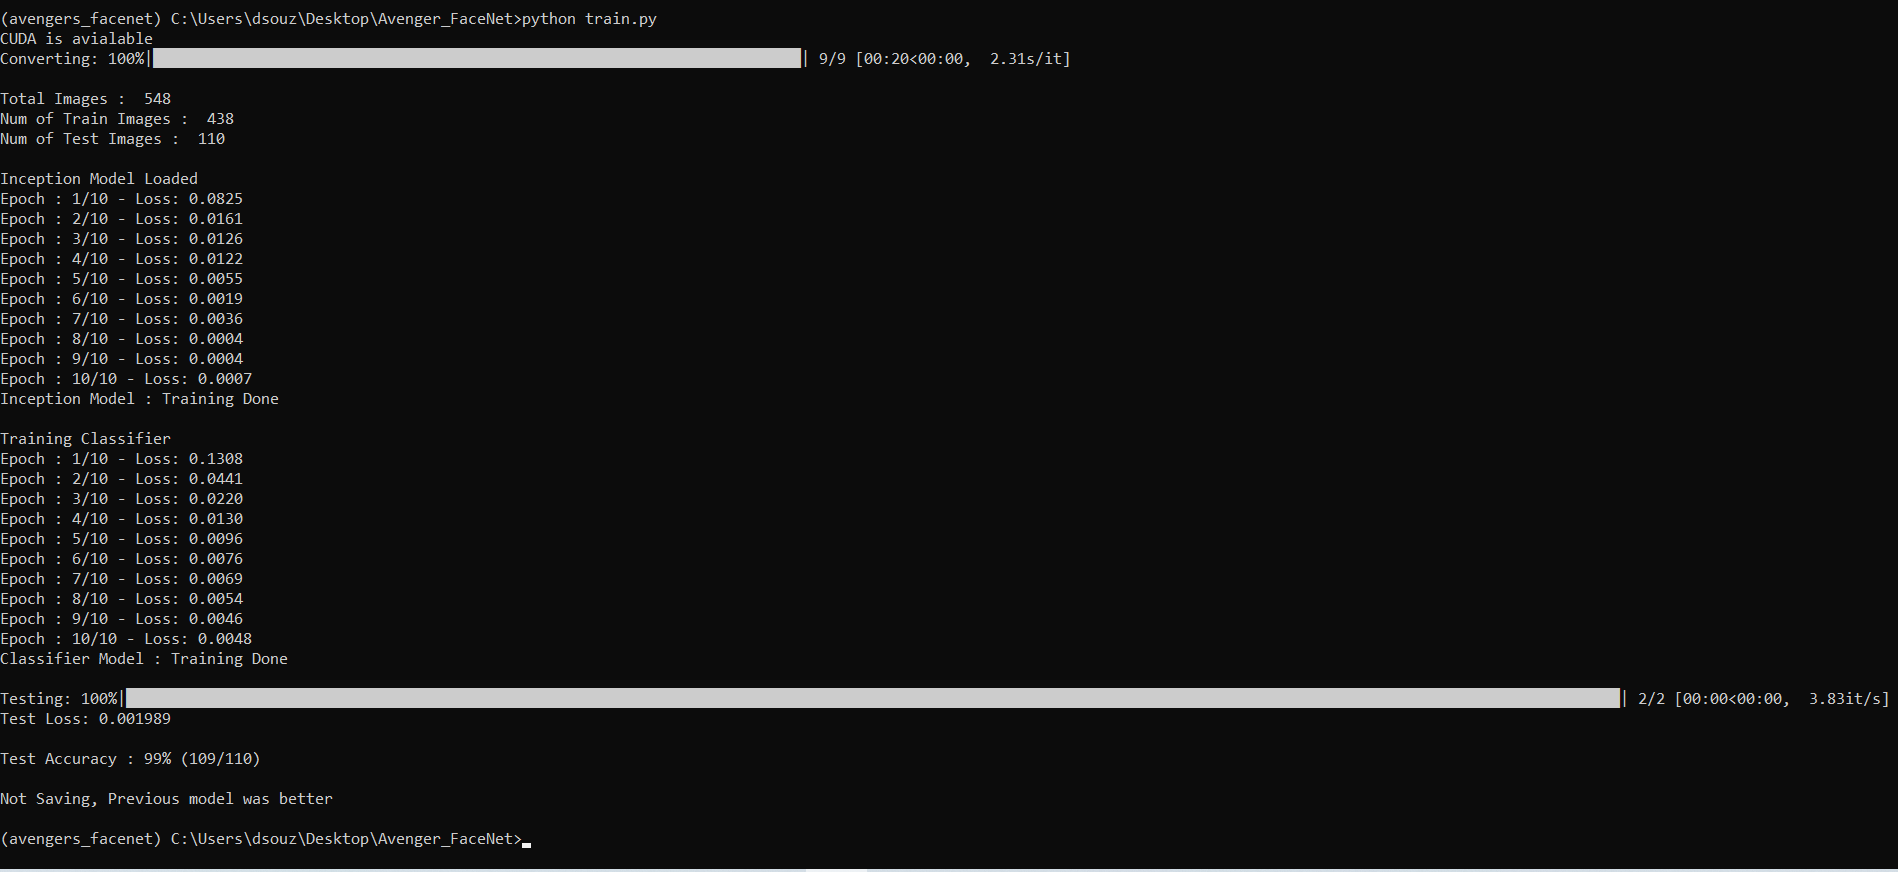 (avengers_facenet) C:\Users\dsouz\Desktop\Avenger_FaceNet>python train.py
CUDA is avialable
Converting: 100%| | 9/9 [00:20<00:00,  2.31s/it]
Total Images :  548
Num of Train Images :  438
Num of Test Images :  110
Inception Model Loaded
Epoch : 1/10 - Loss: 0.0825
Epoch : 2/10 - Loss: 0.0161
Epoch : 3/10 - Loss: 0.0126
Epoch : 4/10 - Loss: 0.0122
Epoch : 5/10 - Loss: 0.0055
Epoch : 6/10 - Loss: 0.0019
Epoch : 7/10 - Loss: 0.0036
Epoch : 8/10 - Loss: 0.0004
Epoch : 9/10 - Loss: 0.0004
Epoch : 10/10 - Loss: 0.0007
Inception Model : Training Done
Training Classifier
Epoch : 1/10 - Loss: 0.1308
Epoch : 2/10 - Loss: 0.0441
Epoch : 3/10 - Loss: 0.0220
Epoch : 4/10 - Loss: 0.0130
Epoch : 5/10 - Loss: 0.0096
Epoch : 6/10 - Loss: 0.0076
Epoch : 7/10 - Loss: 0.0069
Epoch : 8/10 - Loss: 0.0054
Epoch : 9/10 - Loss: 0.0046
Epoch : 10/10 - Loss: 0.0048
Classifier Model : Training Done
Testing: 100%| | 2/2 [00:00<00:00,  3.83it/s]
Test Loss: 0.001989
Test Accuracy : 99% (109/110)
Not Saving, Previous model was better
(avengers_facenet) C:\Users\dsouz\Desktop\Avenger_FaceNet>